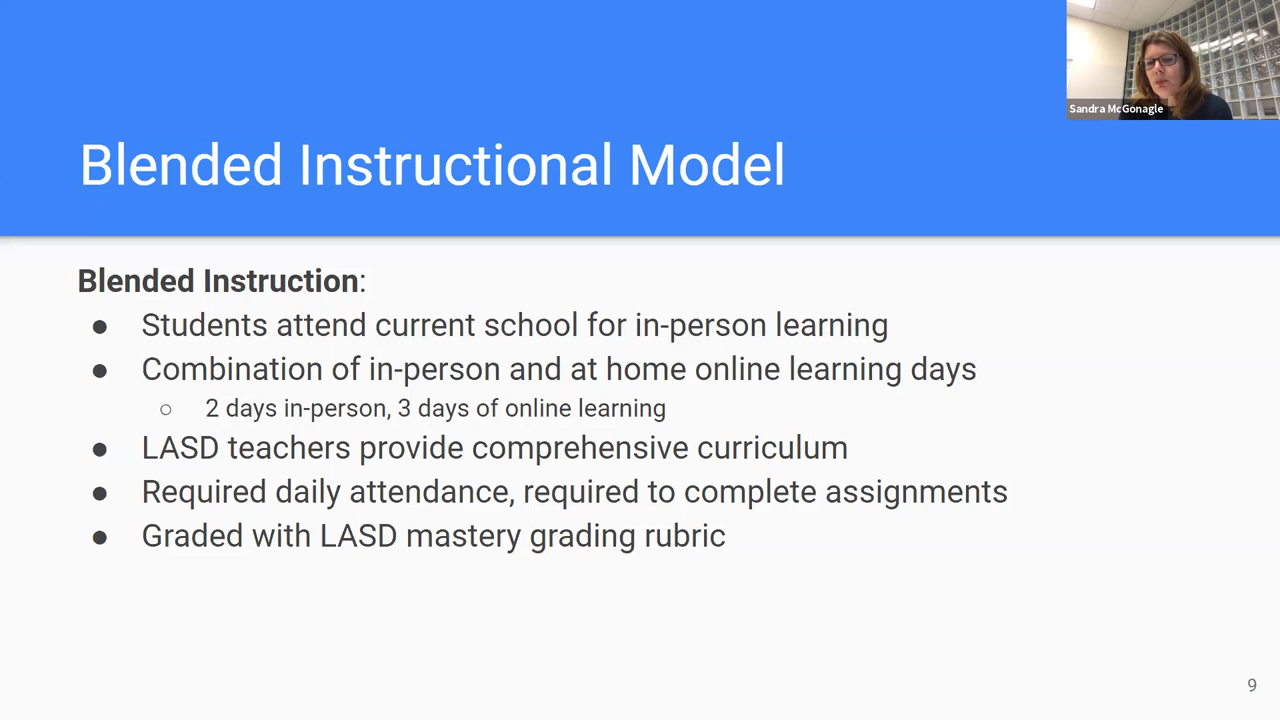 Sandra McGonagle
Blended Instructional Model
Blended Instruction:
● Students attend current school for in-person learning
● Combination of in-person and at home online learning days
○ 2 days in-person, 3 days of online learning
● LASD teachers provide comprehensive curriculum
● Required daily attendance, required to complete assignments
● Graded with LASD mastery grading rubric
9